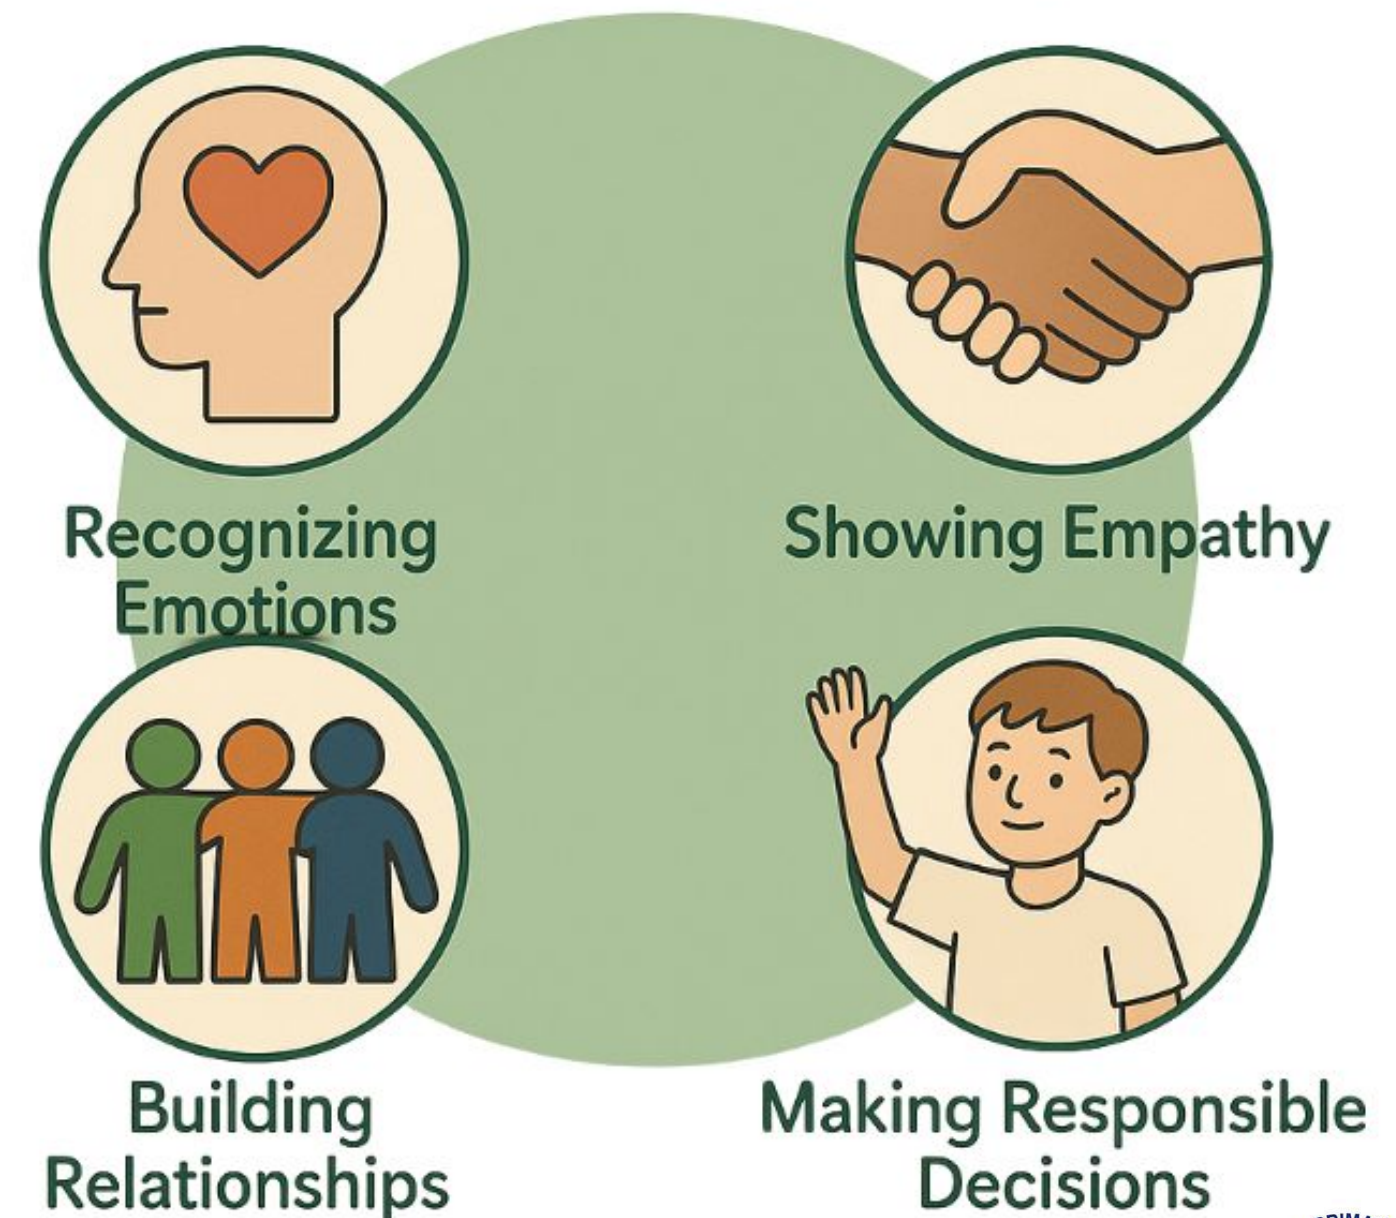 Recognizing
Emotions
Showing Empathy
Building
Relationships
Making Responsible
Decisions